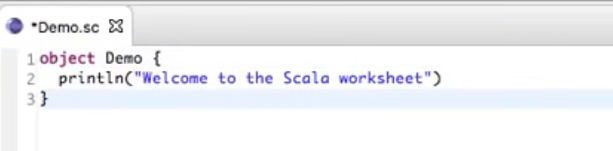 *Demo.sc
1 object Demo {
2 println("Welcome to the Scala worksheet")
3 }